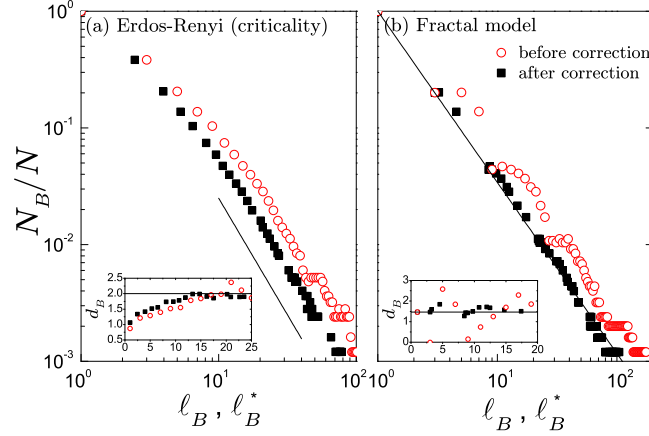 (a) Erdos-Renyi (criticality)
(b) Fractal model
before correction
after correction
N_B/N
10^0
10^-1
10^-2
10^-3
d_B
2.5
2.0
1.5
1.0
0.5
0 5 10 15 20 25
d_B
3
2
0
0 5 10 15 20
10^0 10^1 10^2
10^0 10^1 10^2
ℓ_B , ℓ_B^*
ℓ_B , ℓ_B^*